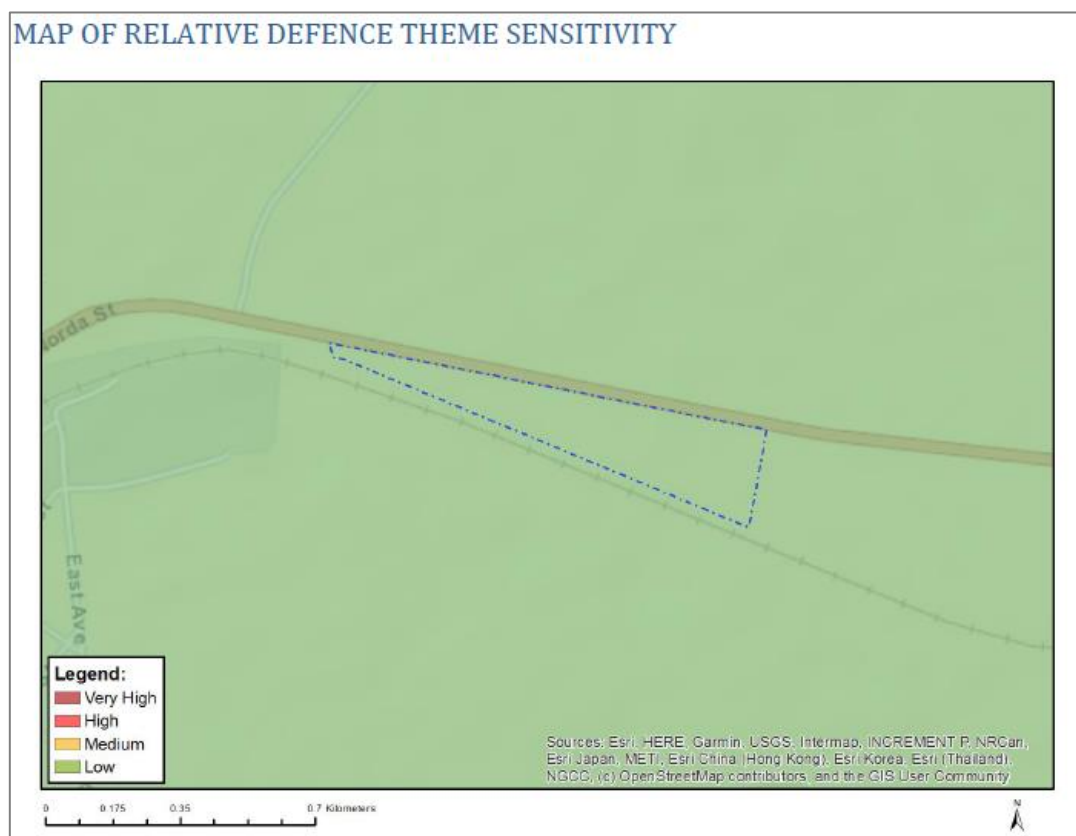 MAP OF RELATIVE DEFENCE THEME SENSITIVITY
Norda St
East Ave
Legend:
Very High
High
Medium
Low
Sources: Esri, HERE, Garmin, USGS, Intermap, INCREMENT P, NRCan,
Esri Japan, METI, Esri China (Hong Kong), Esri Korea, Esri (Thailand),
NGCC, (c) OpenStreetMap contributors, and the GIS User Community
0 0.175 0.35 0.7 Kilometers
N